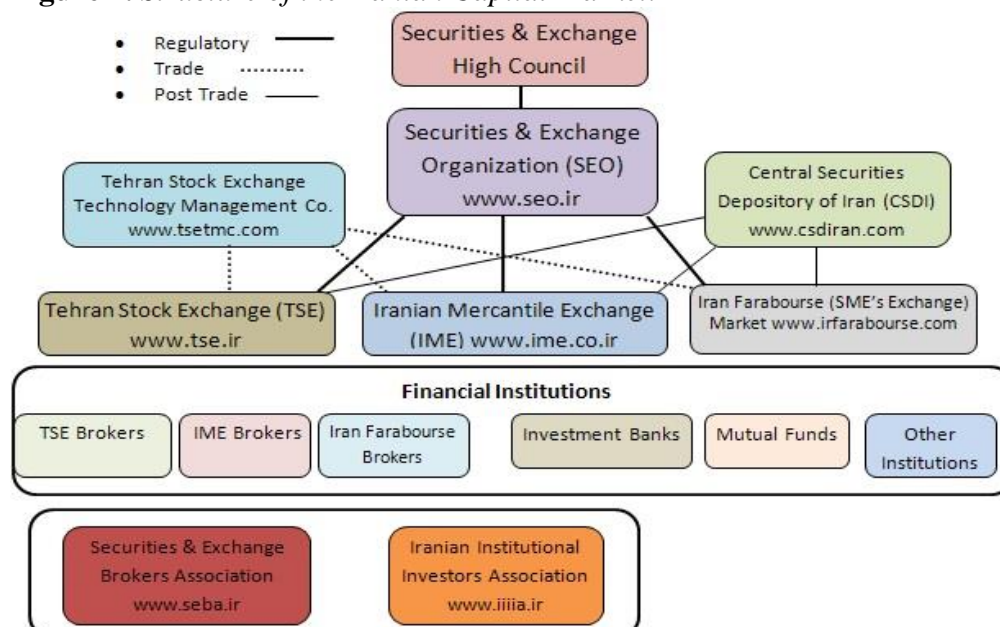 • Regulatory
• Trade
• Post Trade
Securities & Exchange
High Council
Securities & Exchange
Organization (SEO)
www.seo.ir
Tehran Stock Exchange
Technology Management Co.
www.tsetmc.com
Central Securities
Depository of Iran (CSDI)
www.csdiran.com
Tehran Stock Exchange (TSE)
www.tse.ir
Iranian Mercantile Exchange
(IME) www.ime.co.ir
Iran Farabourse (SME's Exchange)
Market www.irfarabourse.com
Financial Institutions
TSE Brokers
IME Brokers
Iran Farabourse
Brokers
Investment Banks
Mutual Funds
Other
Institutions
Securities & Exchange
Brokers Association
www.seba.ir
Iranian Institutional
Investors Association
www.iiiia.ir